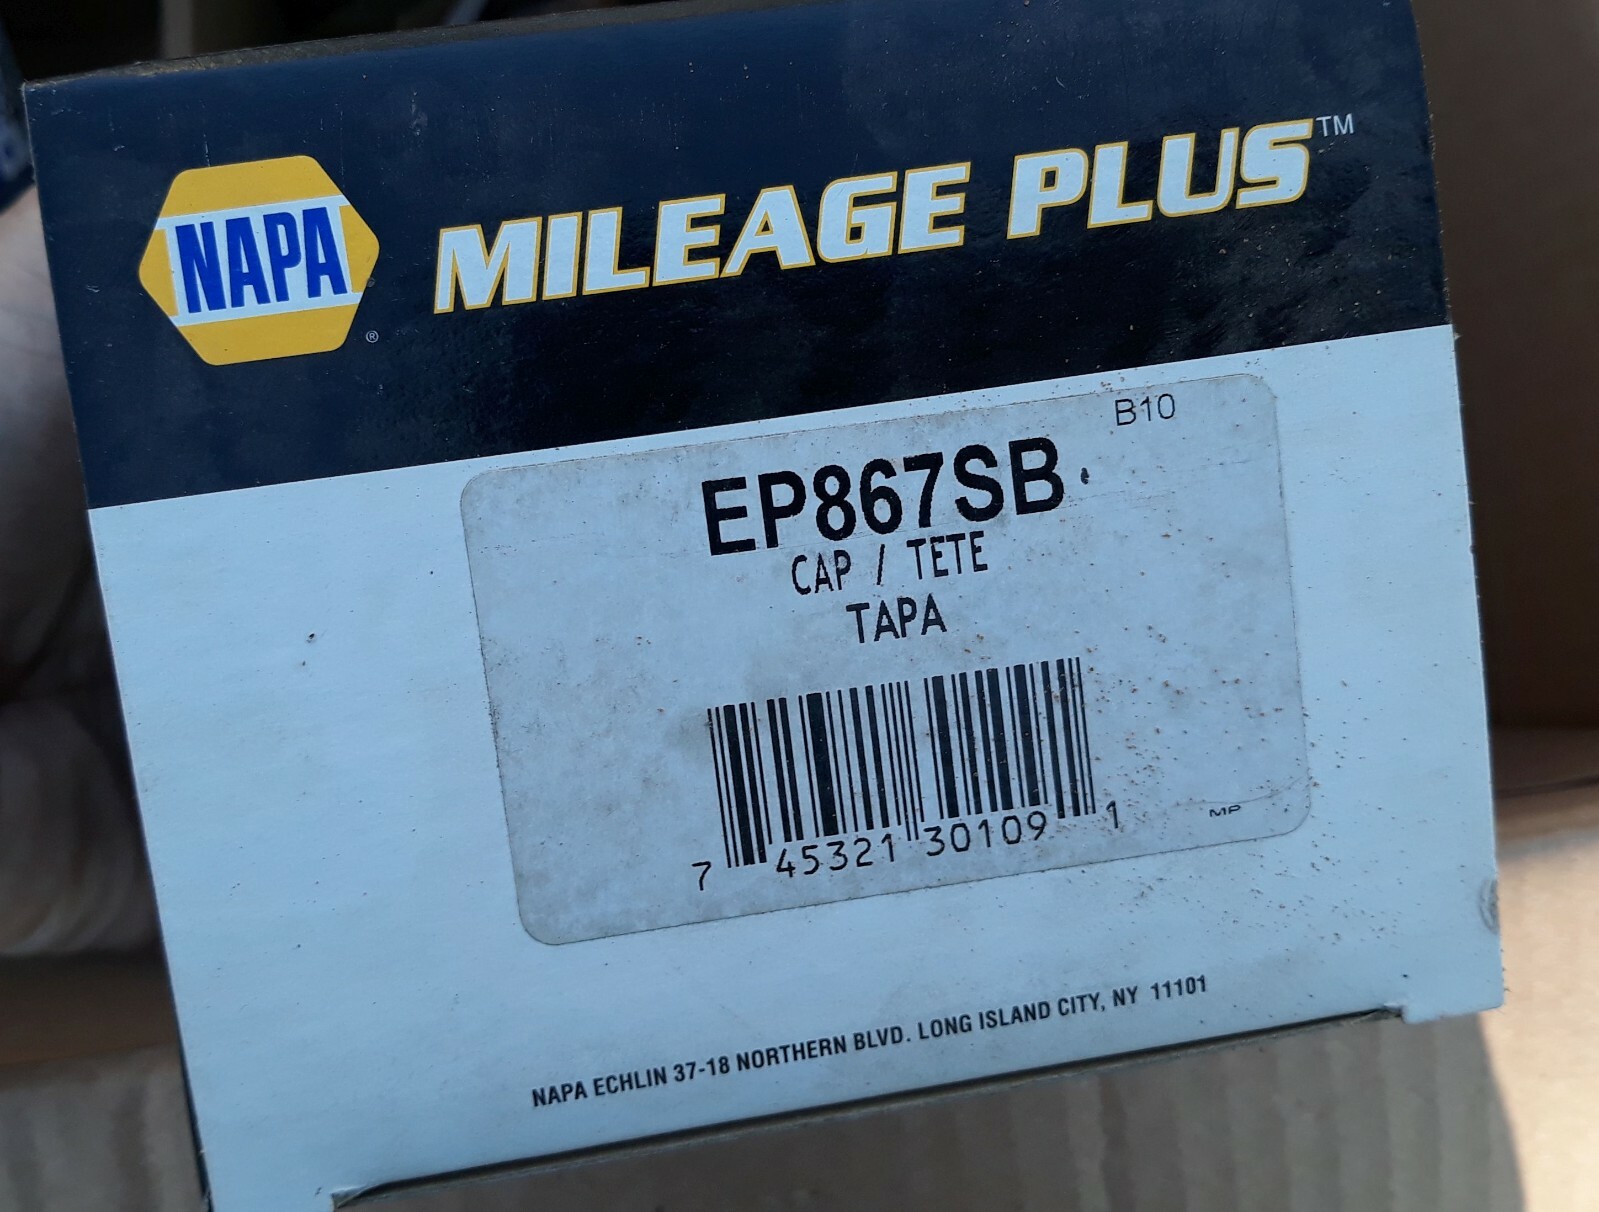 NAPA ®
MILEAGE PLUS™
B10
EP867SB
CAP / TETE
TAPA
7 45321 30109 1
MP
NAPA ECHLIN 37-18 NORTHERN BLVD. LONG ISLAND CITY, NY 11101